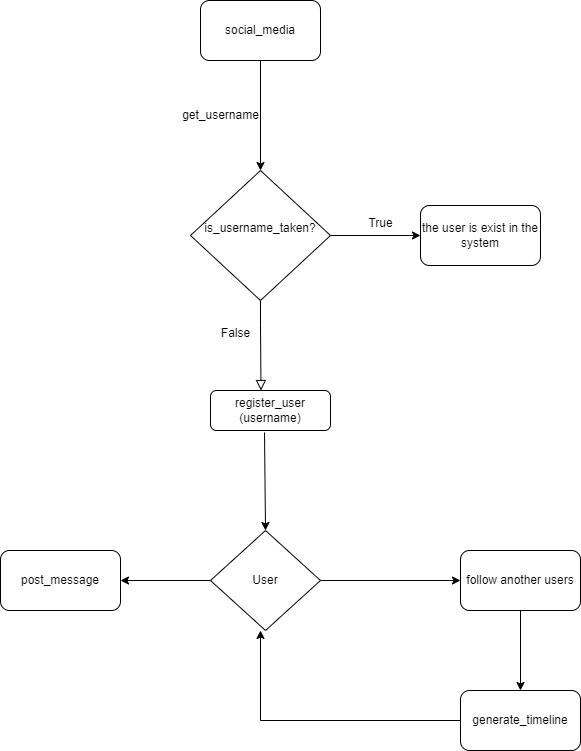 social_media
get_username
is_username_taken?
True
the user is exist in the
system
False
register_user
(username)
post_message
User
follow another users
generate_timeline